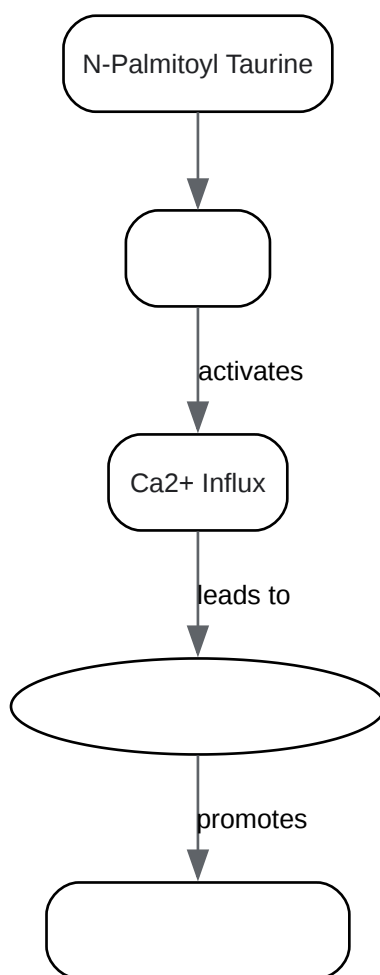 N-Palmitoyl Taurine
activates
Ca2+ Influx
leads to
promotes